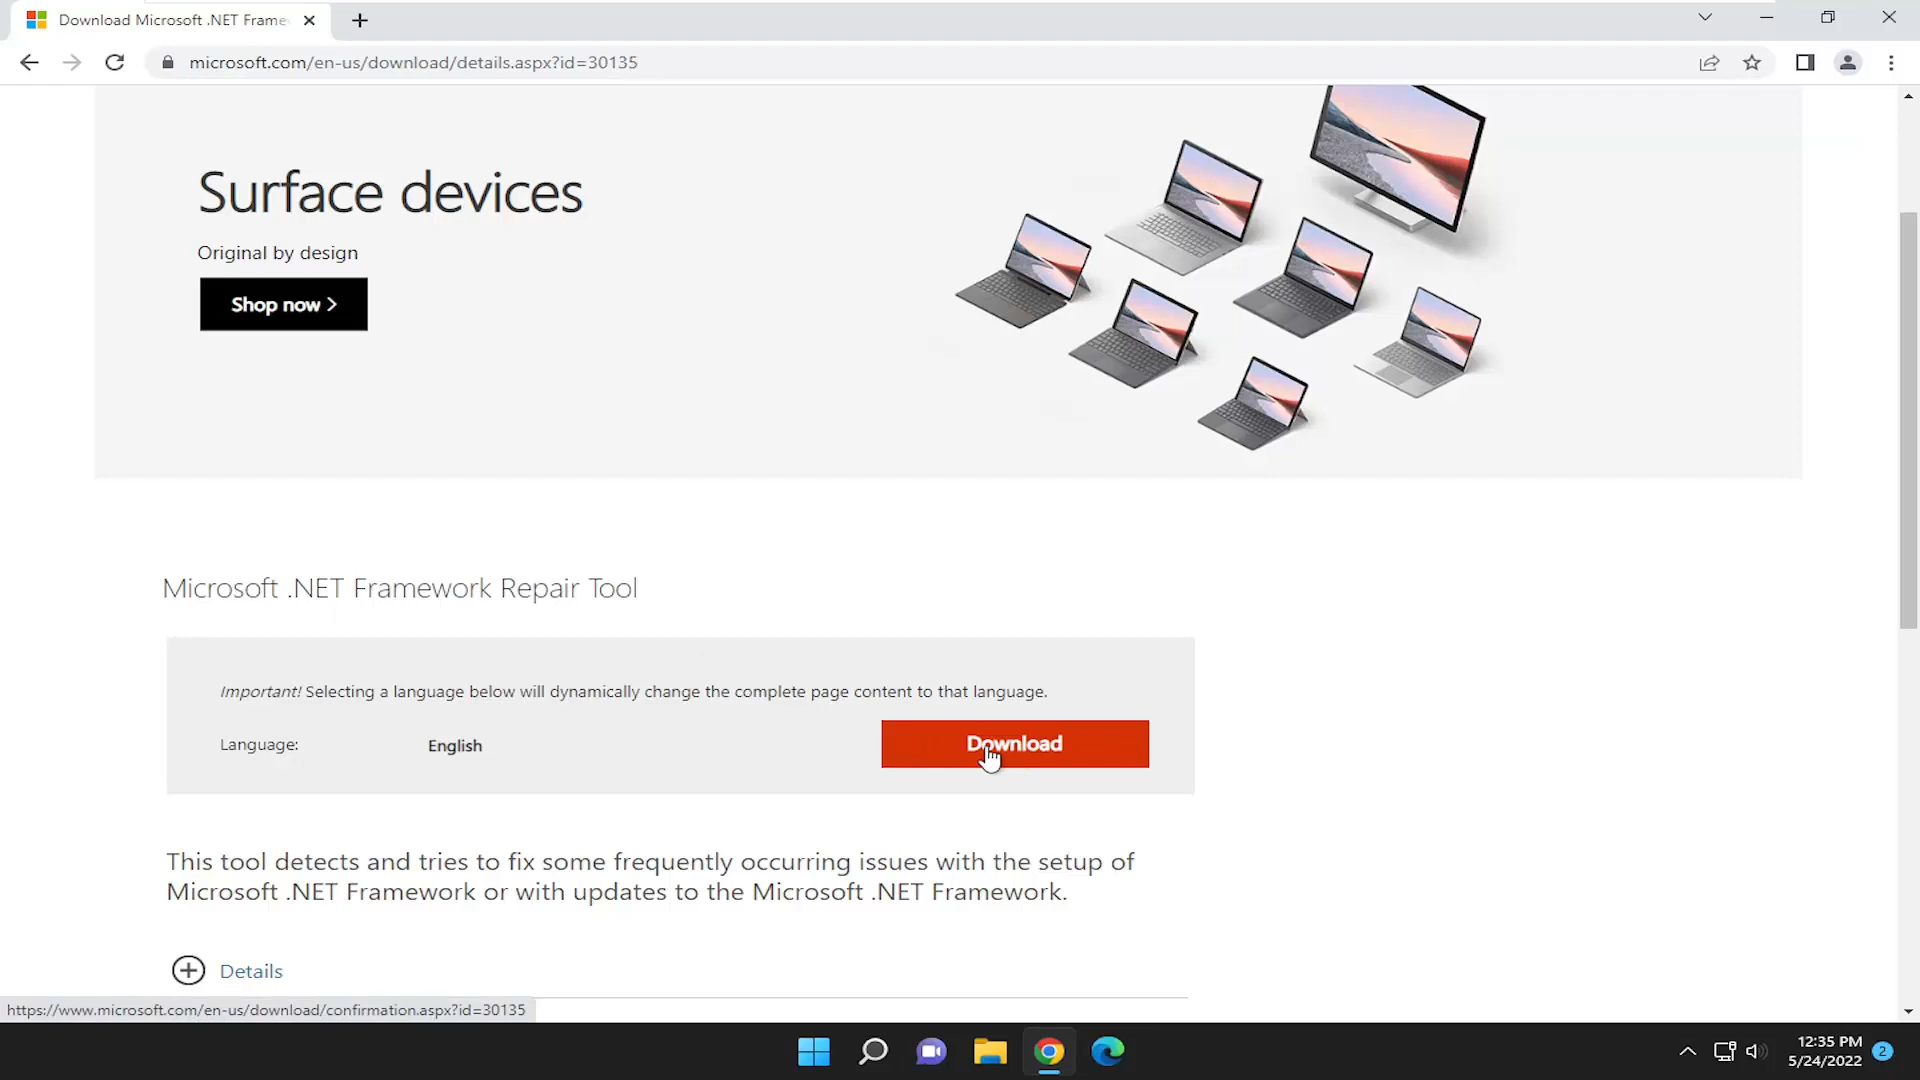 Download Microsoft .NET Frame
microsoft.com/en-us/download/details.aspx?id=30135
Surface devices
Original by design
Shop now >
Microsoft .NET Framework Repair Tool
Important! Selecting a language below will dynamically change the complete page content to that language.
Language: English Download
This tool detects and tries to fix some frequently occurring issues with the setup of
Microsoft .NET Framework or with updates to the Microsoft .NET Framework.
Details
https://www.microsoft.com/en-us/download/confirmation.aspx?id=30135
12:35 PM
5/24/2022
2